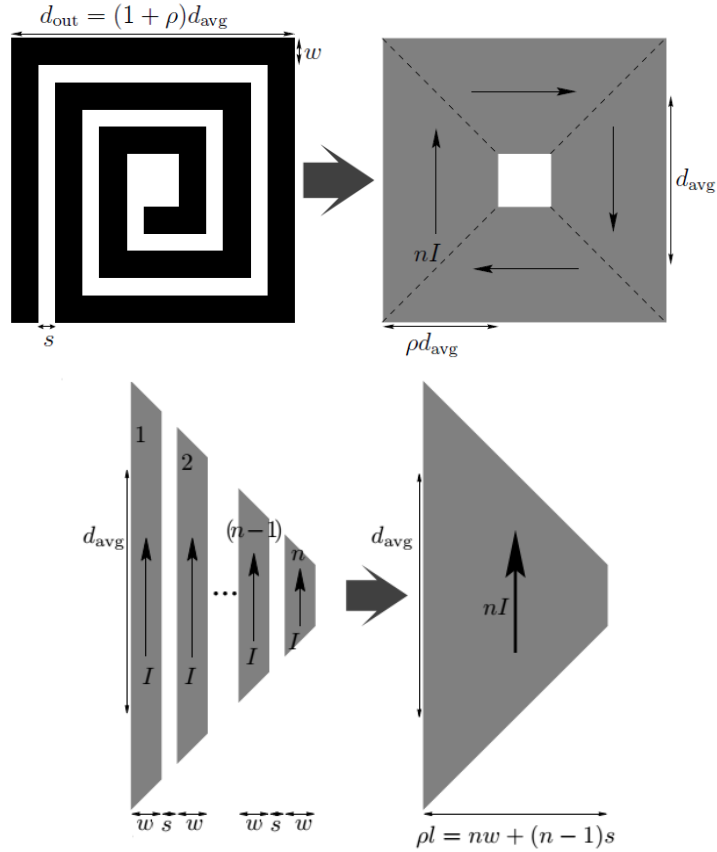 d_out = (1 + ρ)d_avg
w
s
d_avg
nI
ρd_avg
1
2
(n−1)
n
d_avg
I
I
I
I
w s w
w s w
d_avg
nI
ρl = nw + (n − 1)s